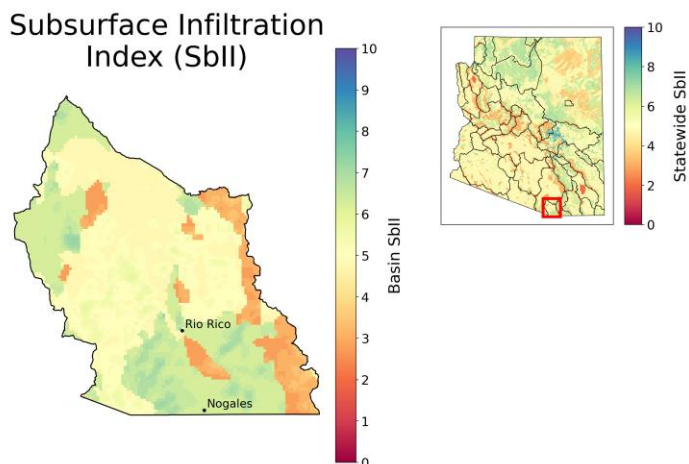 Subsurface Infiltration
Index (SbII)
10
9
8
7
6
5
4
3
2
1
0
Basin SbII
Rio Rico
Nogales
10
8
6
4
2
0
Statewide SbII